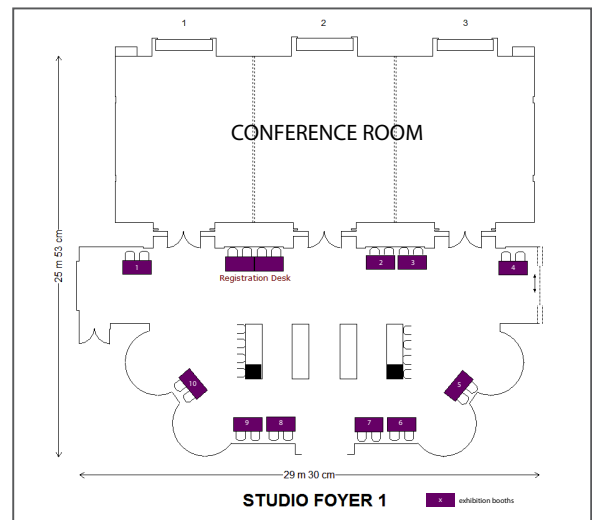 1 2 3
CONFERENCE ROOM
25 m 53 cm
1 2 3 4
Registration Desk
10 5
9 8 7 6
29 m 30 cm
STUDIO FOYER 1
x exhibition booths